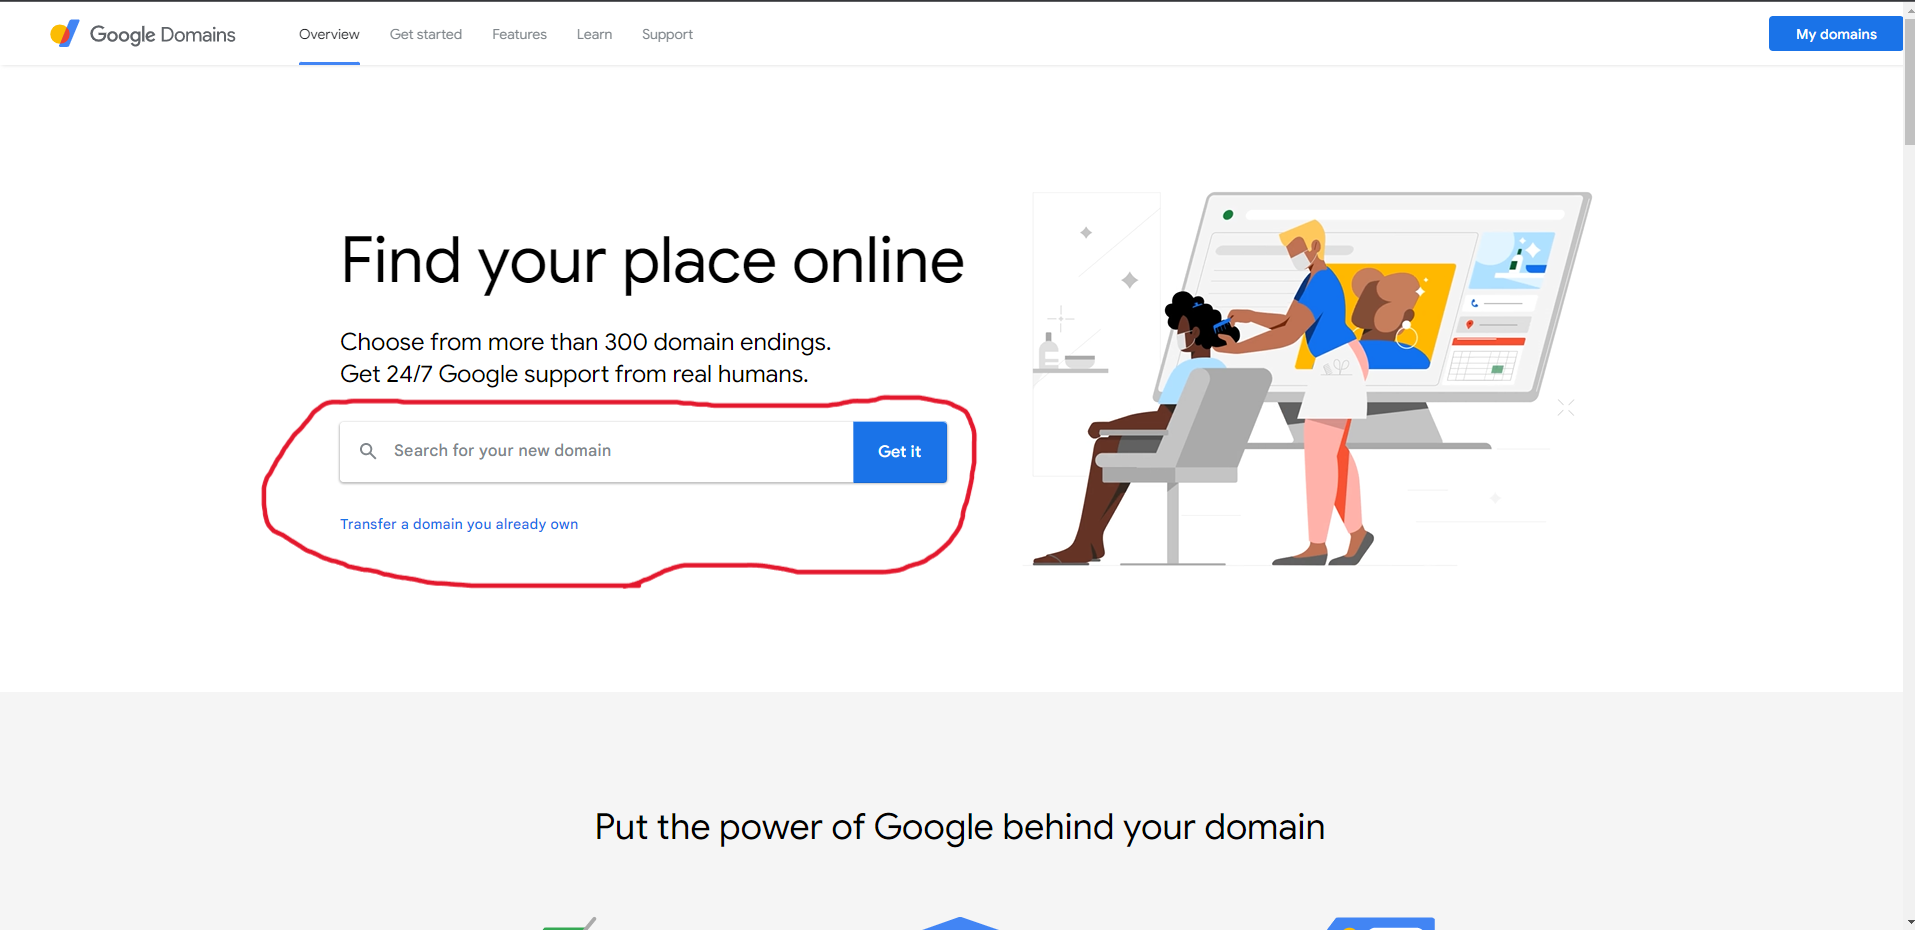 Google Domains
Overview
Get started
Features
Learn
Support
My domains
Find your place online
Choose from more than 300 domain endings.
Get 24/7 Google support from real humans.
Search for your new domain
Get it
Transfer a domain you already own
Put the power of Google behind your domain